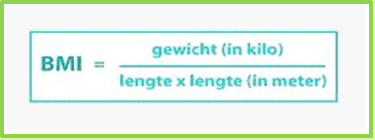 gewicht (in kilo)
BMI =
lengte x lengte (in meter)